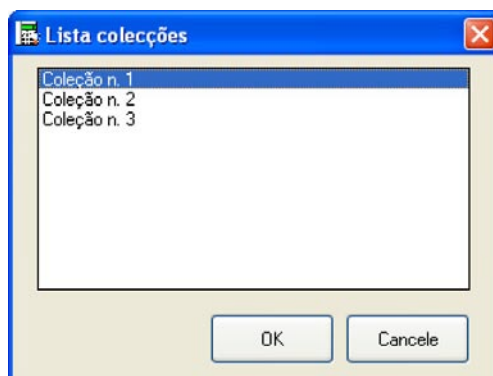 Lista colecções
Coleção n. 1
Coleção n. 2
Coleção n. 3
OK
Cancele